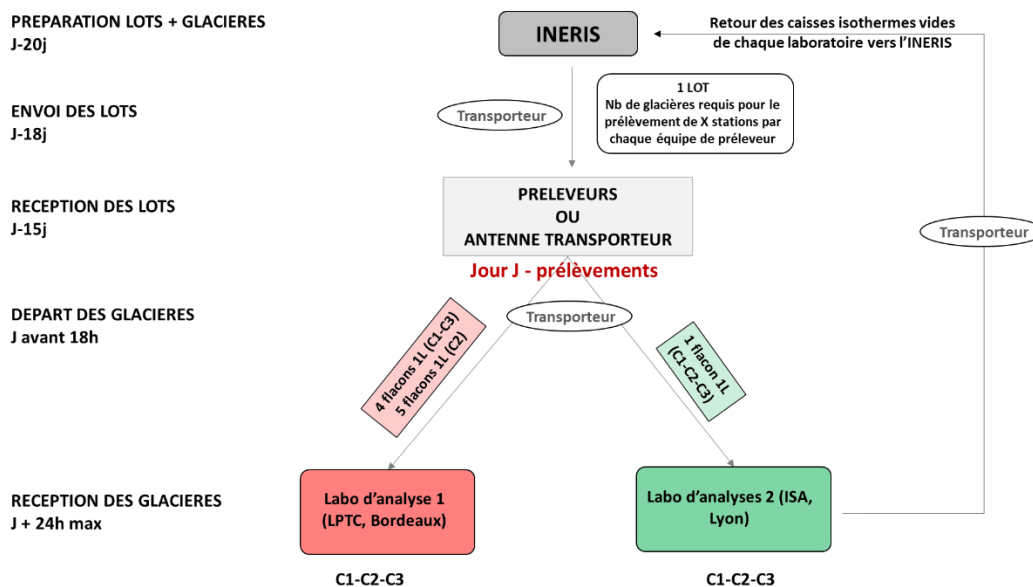 PREPARATION LOTS + GLACIERES
J-20j
INERIS
Retour des caisses isothermes vides
de chaque laboratoire vers l'INERIS
ENVOI DES LOTS
J-18j
Transporteur
1 LOT
Nb de glacières requis pour le
prélèvement de X stations par
chaque équipe de préleveur
RECEPTION DES LOTS
J-15j
PRELEVEURS
OU
ANTENNE TRANSPORTEUR
Transporteur
Jour J - prélèvements
DEPART DES GLACIERES
J avant 18h
Transporteur
4 flacons 1L (C1-C3)
5 flacons 1L (C2)
1 flacon 1L
(C1-C2-C3)
RECEPTION DES GLACIERES
J + 24h max
Labo d'analyse 1
(LPTC, Bordeaux)
Labo d'analyses 2 (ISA,
Lyon)
C1-C2-C3
C1-C2-C3